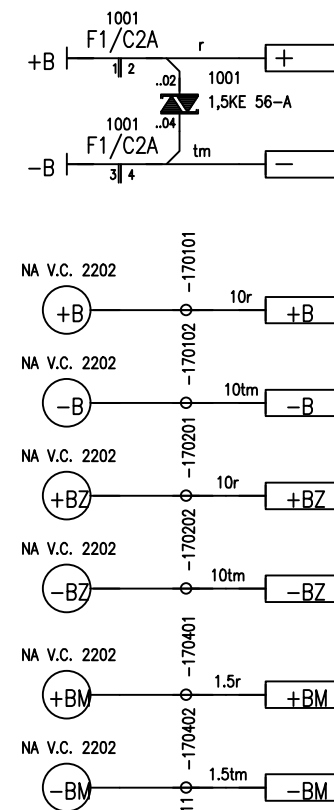 1001
F1/C2A r
+B 1 2 +
..02 1001
1,5KE 56-A
..04
1001
F1/C2A tm
-B 3 4 -
-170101
NA V.C. 2202
+B 10r +B
-170102
NA V.C. 2202
-B 10tm -B
-170201
NA V.C. 2202
+BZ 10r +BZ
-170202
NA V.C. 2202
-BZ 10tm -BZ
-170401
NA V.C. 2202
+BM 1.5r +BM
-170402
NA V.C. 2202
-BM 1.5tm -BM
11